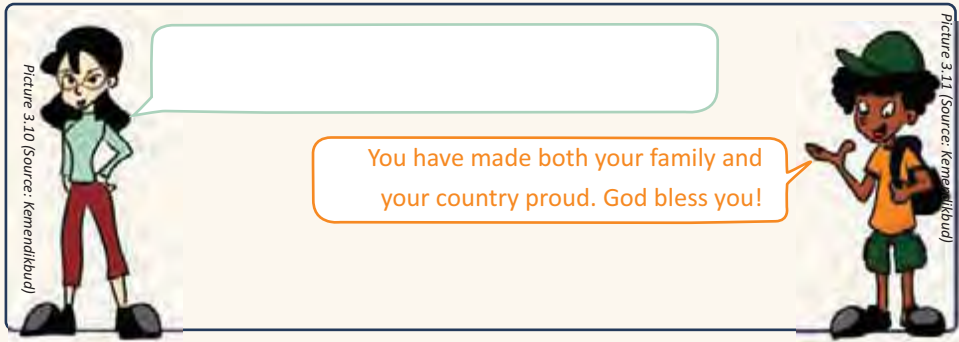 Picture 3.10 (Source: Kemendikbud)
You have made both your family and
your country proud. God bless you!
Picture 3.11 (Source: Kemendikbud)